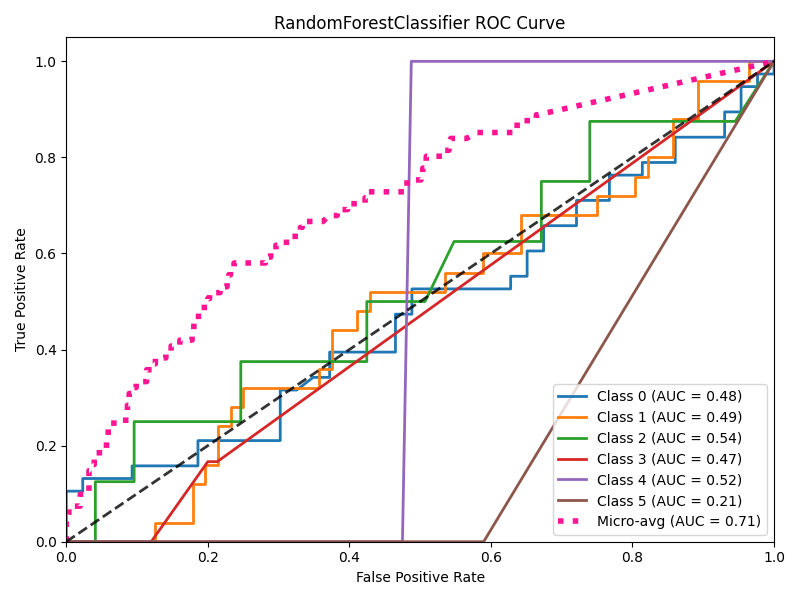 RandomForestClassifier ROC Curve
True Positive Rate
1.0
0.8
0.6
0.4
0.2
0.0
0.0 0.2 0.4 0.6 0.8 1.0
False Positive Rate
Class 0 (AUC = 0.48)
Class 1 (AUC = 0.49)
Class 2 (AUC = 0.54)
Class 3 (AUC = 0.47)
Class 4 (AUC = 0.52)
Class 5 (AUC = 0.21)
Micro-avg (AUC = 0.71)